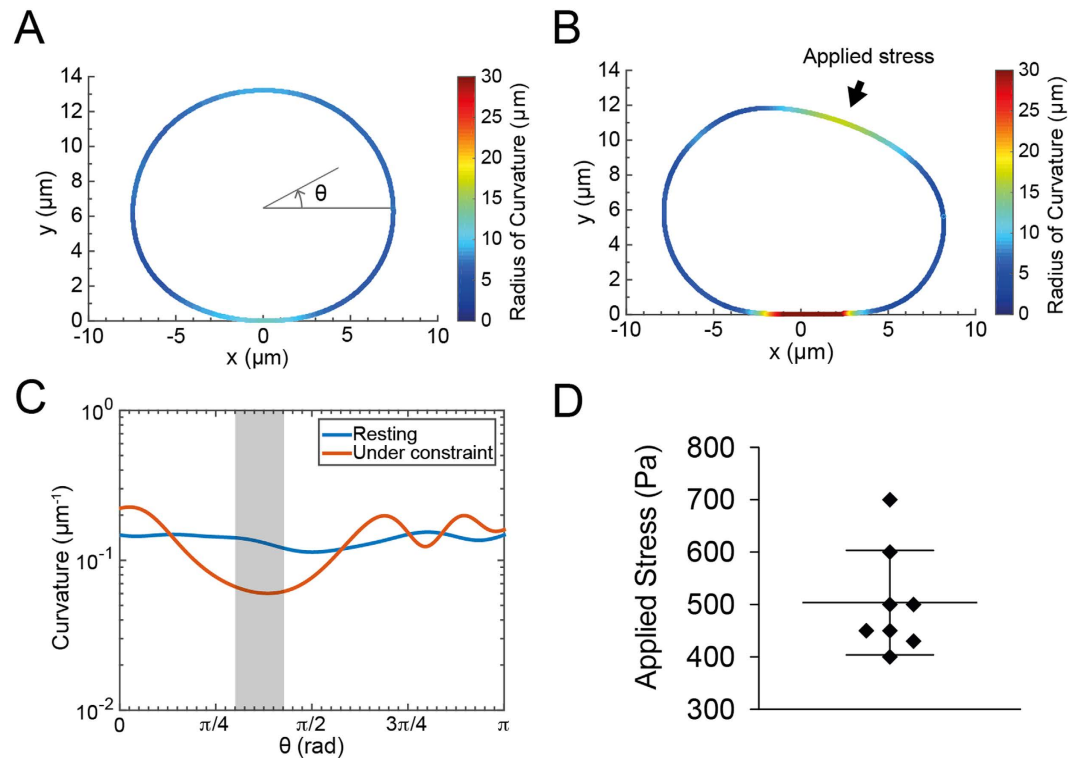 A
14
12
10
8
6
4
2
0
y (µm)
-10
-5
0
5
10
x (µm)
θ
30
25
20
15
10
5
0
Radius of Curvature (µm)
B
Applied stress
14
12
10
8
6
4
2
0
y (µm)
-10
-5
0
5
10
x (µm)
30
25
20
15
10
5
0
Radius of Curvature (µm)
C
10⁰
10⁻¹
10⁻²
Curvature (µm⁻¹)
Resting
Under constraint
0
π/4
π/2
3π/4
π
θ (rad)
D
800
700
600
500
400
300
Applied Stress (Pa)